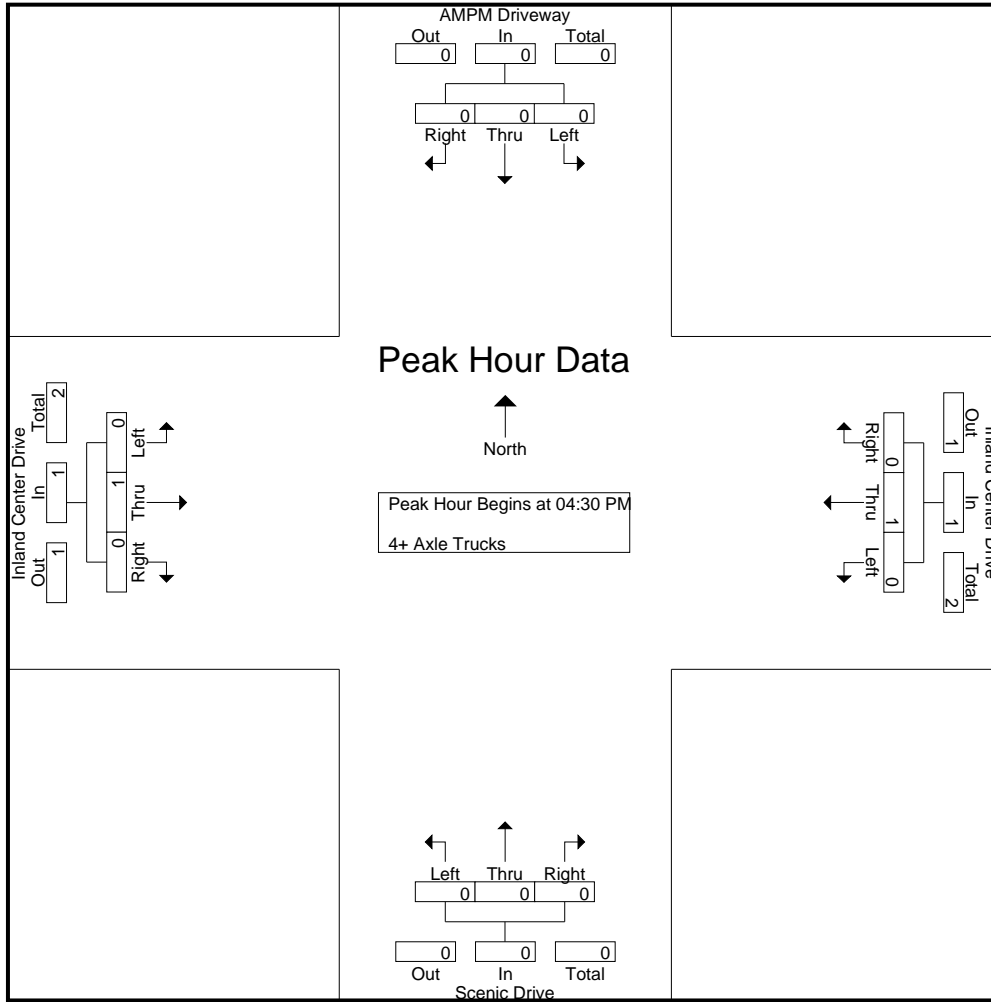 AMPM Driveway
Out In Total
0 0 0
0 0 0
Right Thru Left
Peak Hour Data
North
Peak Hour Begins at 04:30 PM
4+ Axle Trucks
Inland Center Drive
Total In Out
2 1 1
0 1 0
Left Thru Right
Inland Center Drive
Out In Total
1 1 2
0 1 0
Right Thru Left
Left Thru Right
0 0 0
0 0 0
Out In Total
Scenic Drive